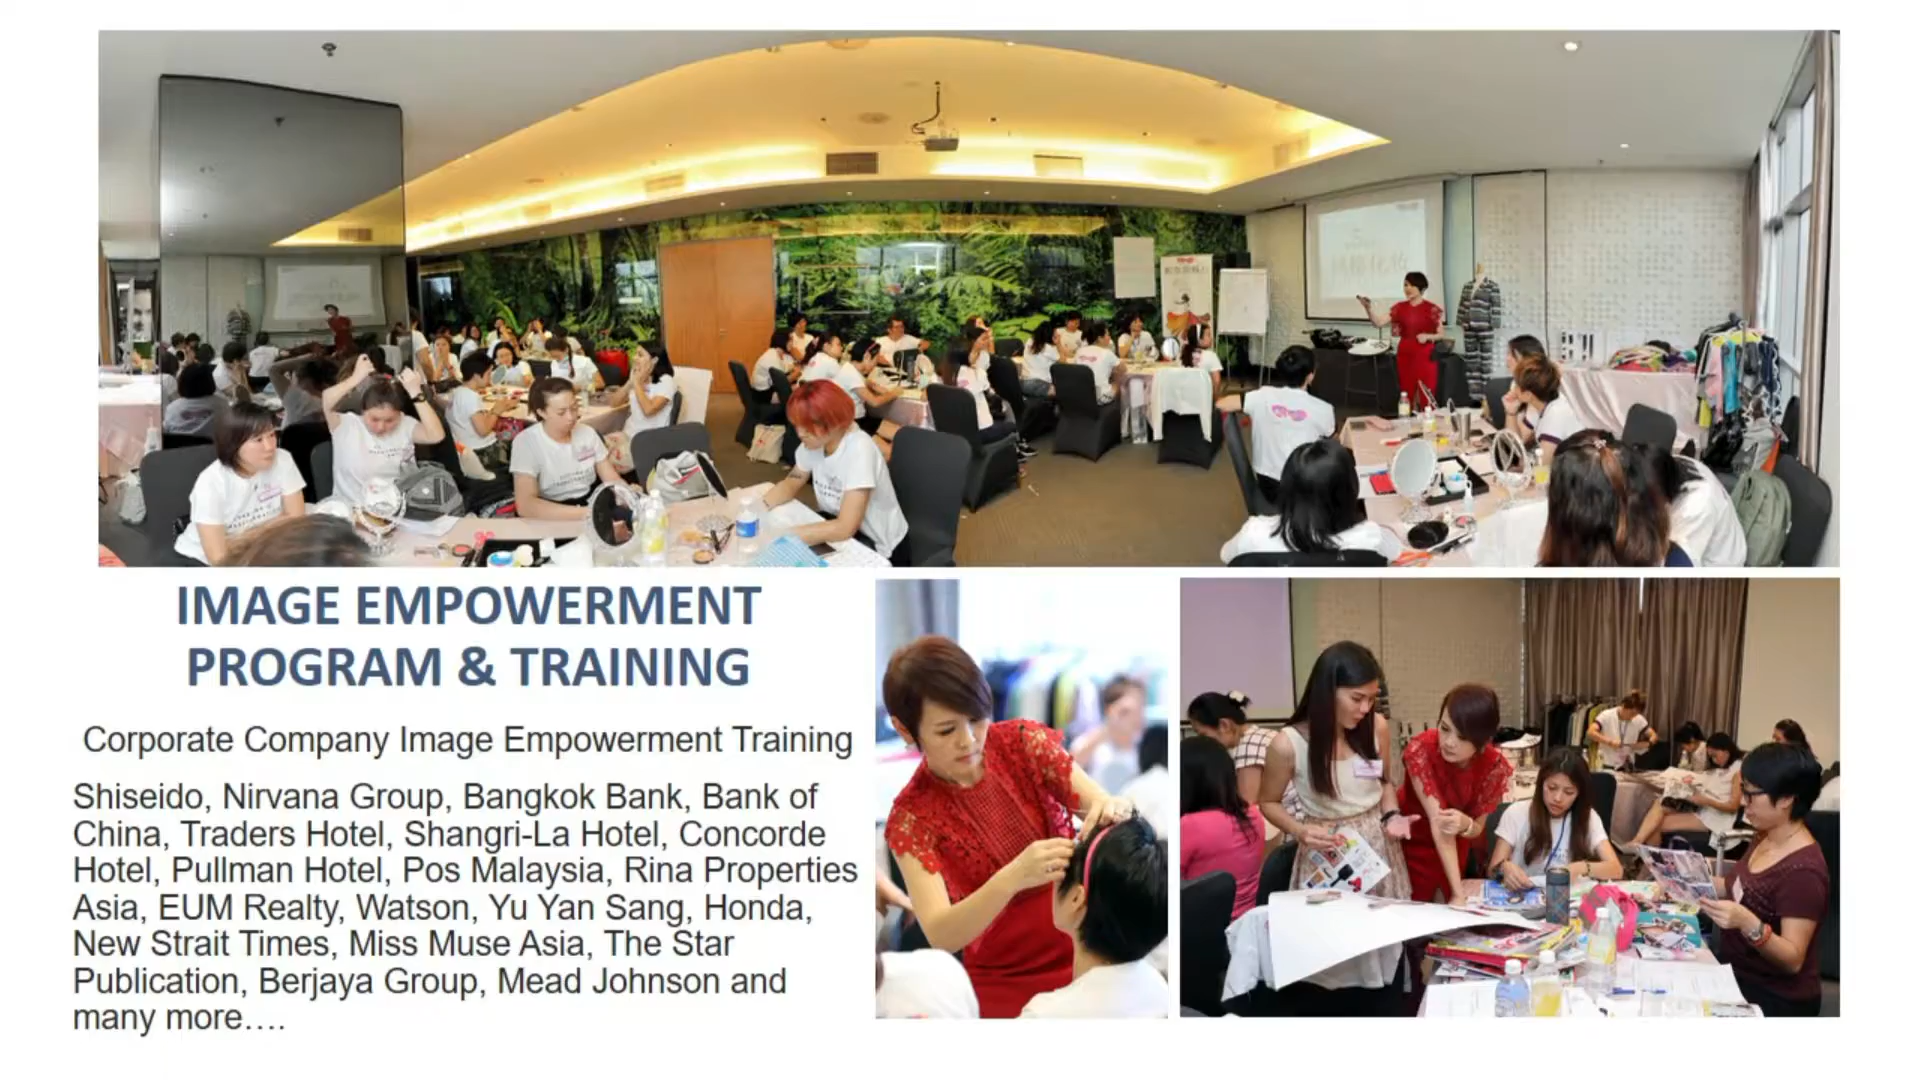 IMAGE EMPOWERMENT
PROGRAM & TRAINING
Corporate Company Image Empowerment Training
Shiseido, Nirvana Group, Bangkok Bank, Bank of
China, Traders Hotel, Shangri-La Hotel, Concorde
Hotel, Pullman Hotel, Pos Malaysia, Rina Properties
Asia, EUM Realty, Watson, Yu Yan Sang, Honda,
New Strait Times, Miss Muse Asia, The Star
Publication, Berjaya Group, Mead Johnson and
many more….